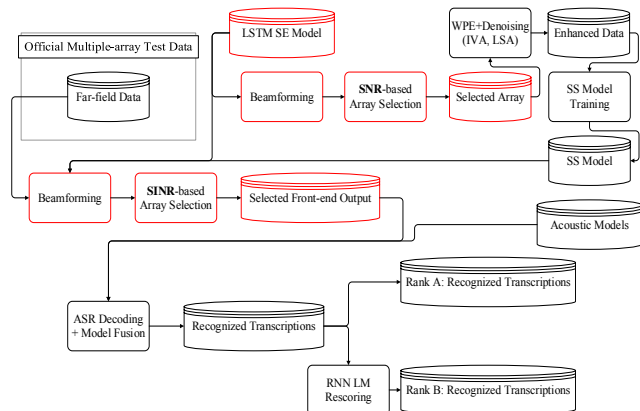 Official Multiple-array Test Data
Far-field Data
LSTM SE Model
WPE+Denoising
(IVA, LSA)
Enhanced Data
Beamforming
SNR-based
Array Selection
Selected Array
SS Model
Training
SS Model
Beamforming
SINR-based
Array Selection
Selected Front-end Output
Acoustic Models
ASR Decoding
+ Model Fusion
Recognized Transcriptions
Rank A: Recognized Transcriptions
RNN LM
Rescoring
Rank B: Recognized Transcriptions